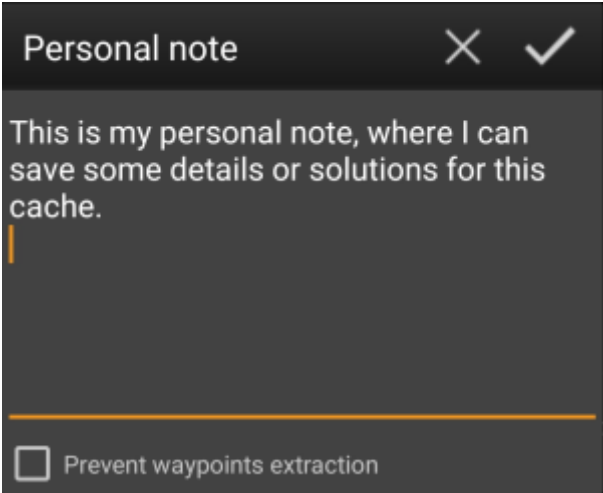 Personal note
This is my personal note, where I can
save some details or solutions for this
cache.
Prevent waypoints extraction